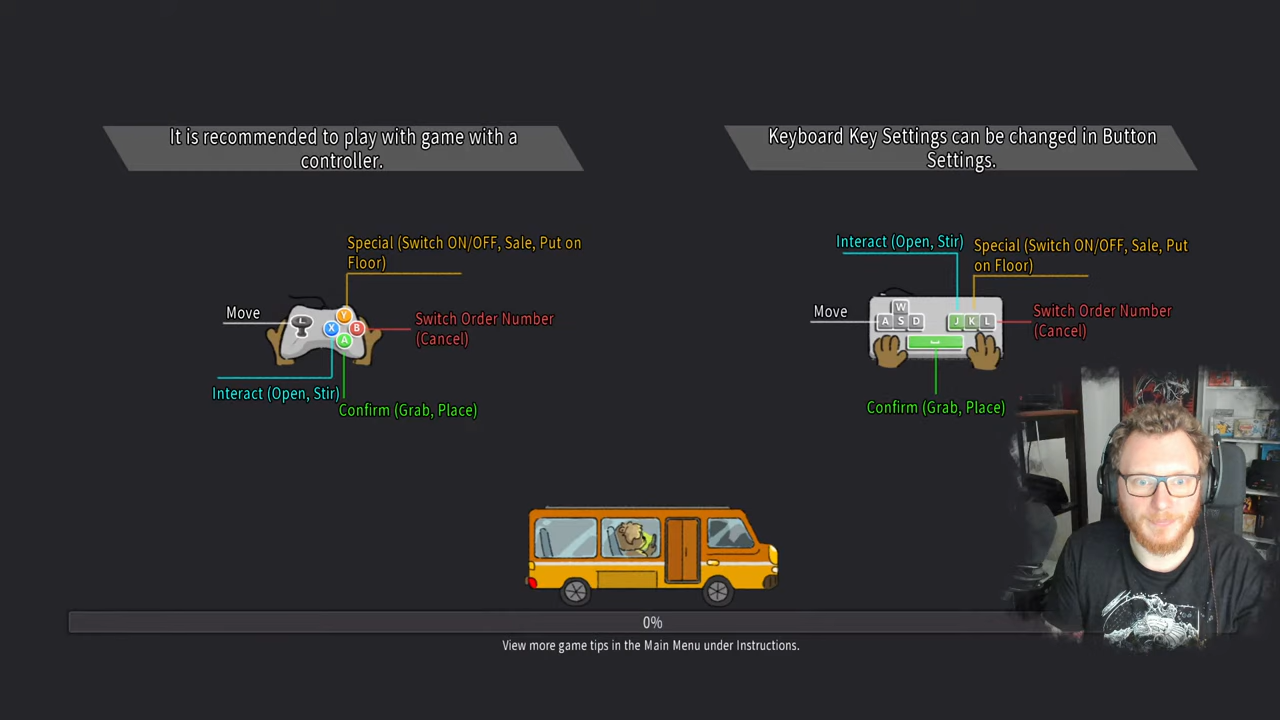 It is recommended to play with game with a
controller.
Keyboard Key Settings can be changed in Button
Settings.
Special (Switch ON/OFF, Sale, Put on
Floor)
Move
L
Y
X
B
A
Switch Order Number
(Cancel)
Interact (Open, Stir)
Confirm (Grab, Place)
Interact (Open, Stir)
Special (Switch ON/OFF, Sale, Put
on Floor)
Move
W
A S D
J K L
Switch Order Number
(Cancel)
Confirm (Grab, Place)
0%
View more game tips in the Main Menu under Instructions.